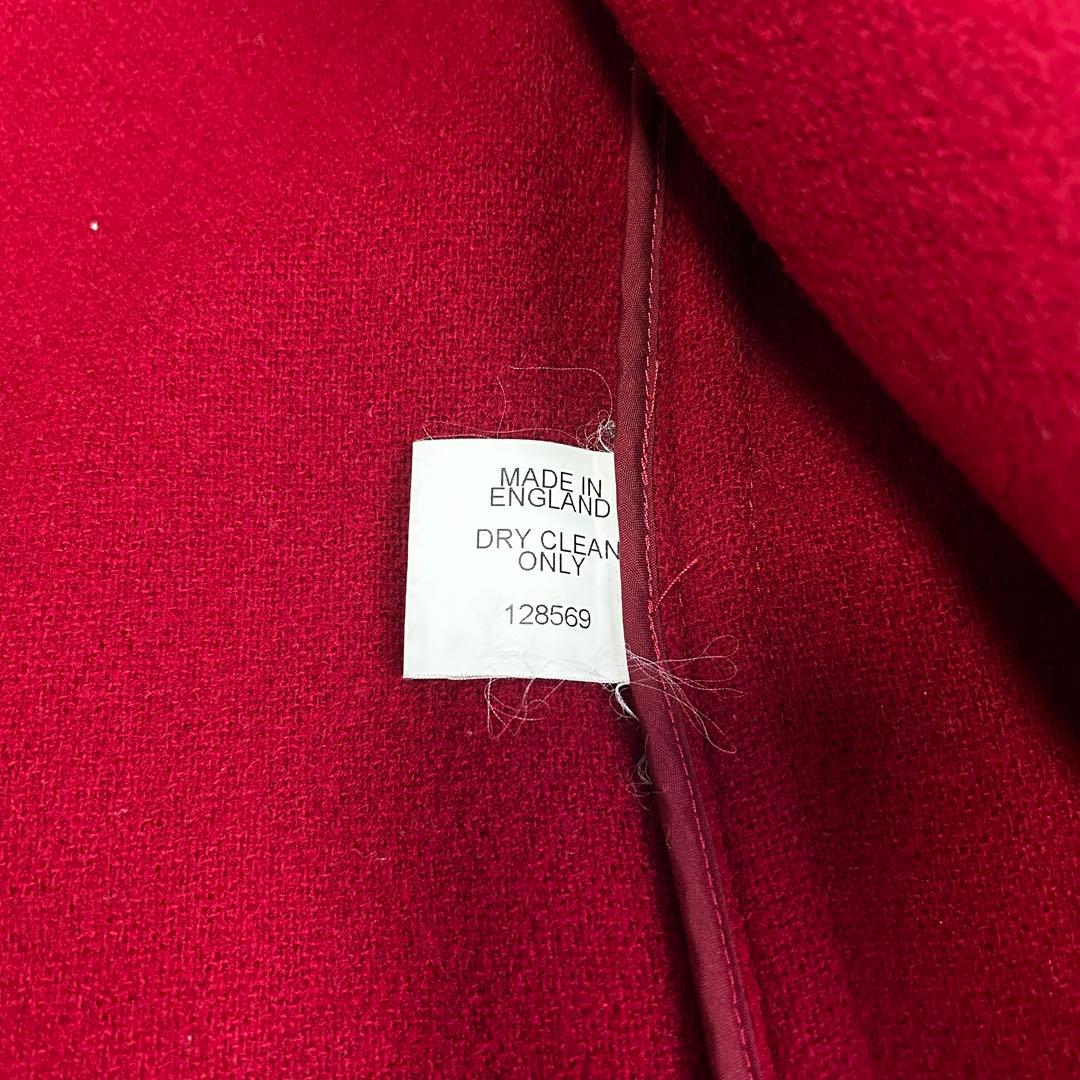 MADE IN
ENGLAND
DRY CLEAN
ONLY
128569